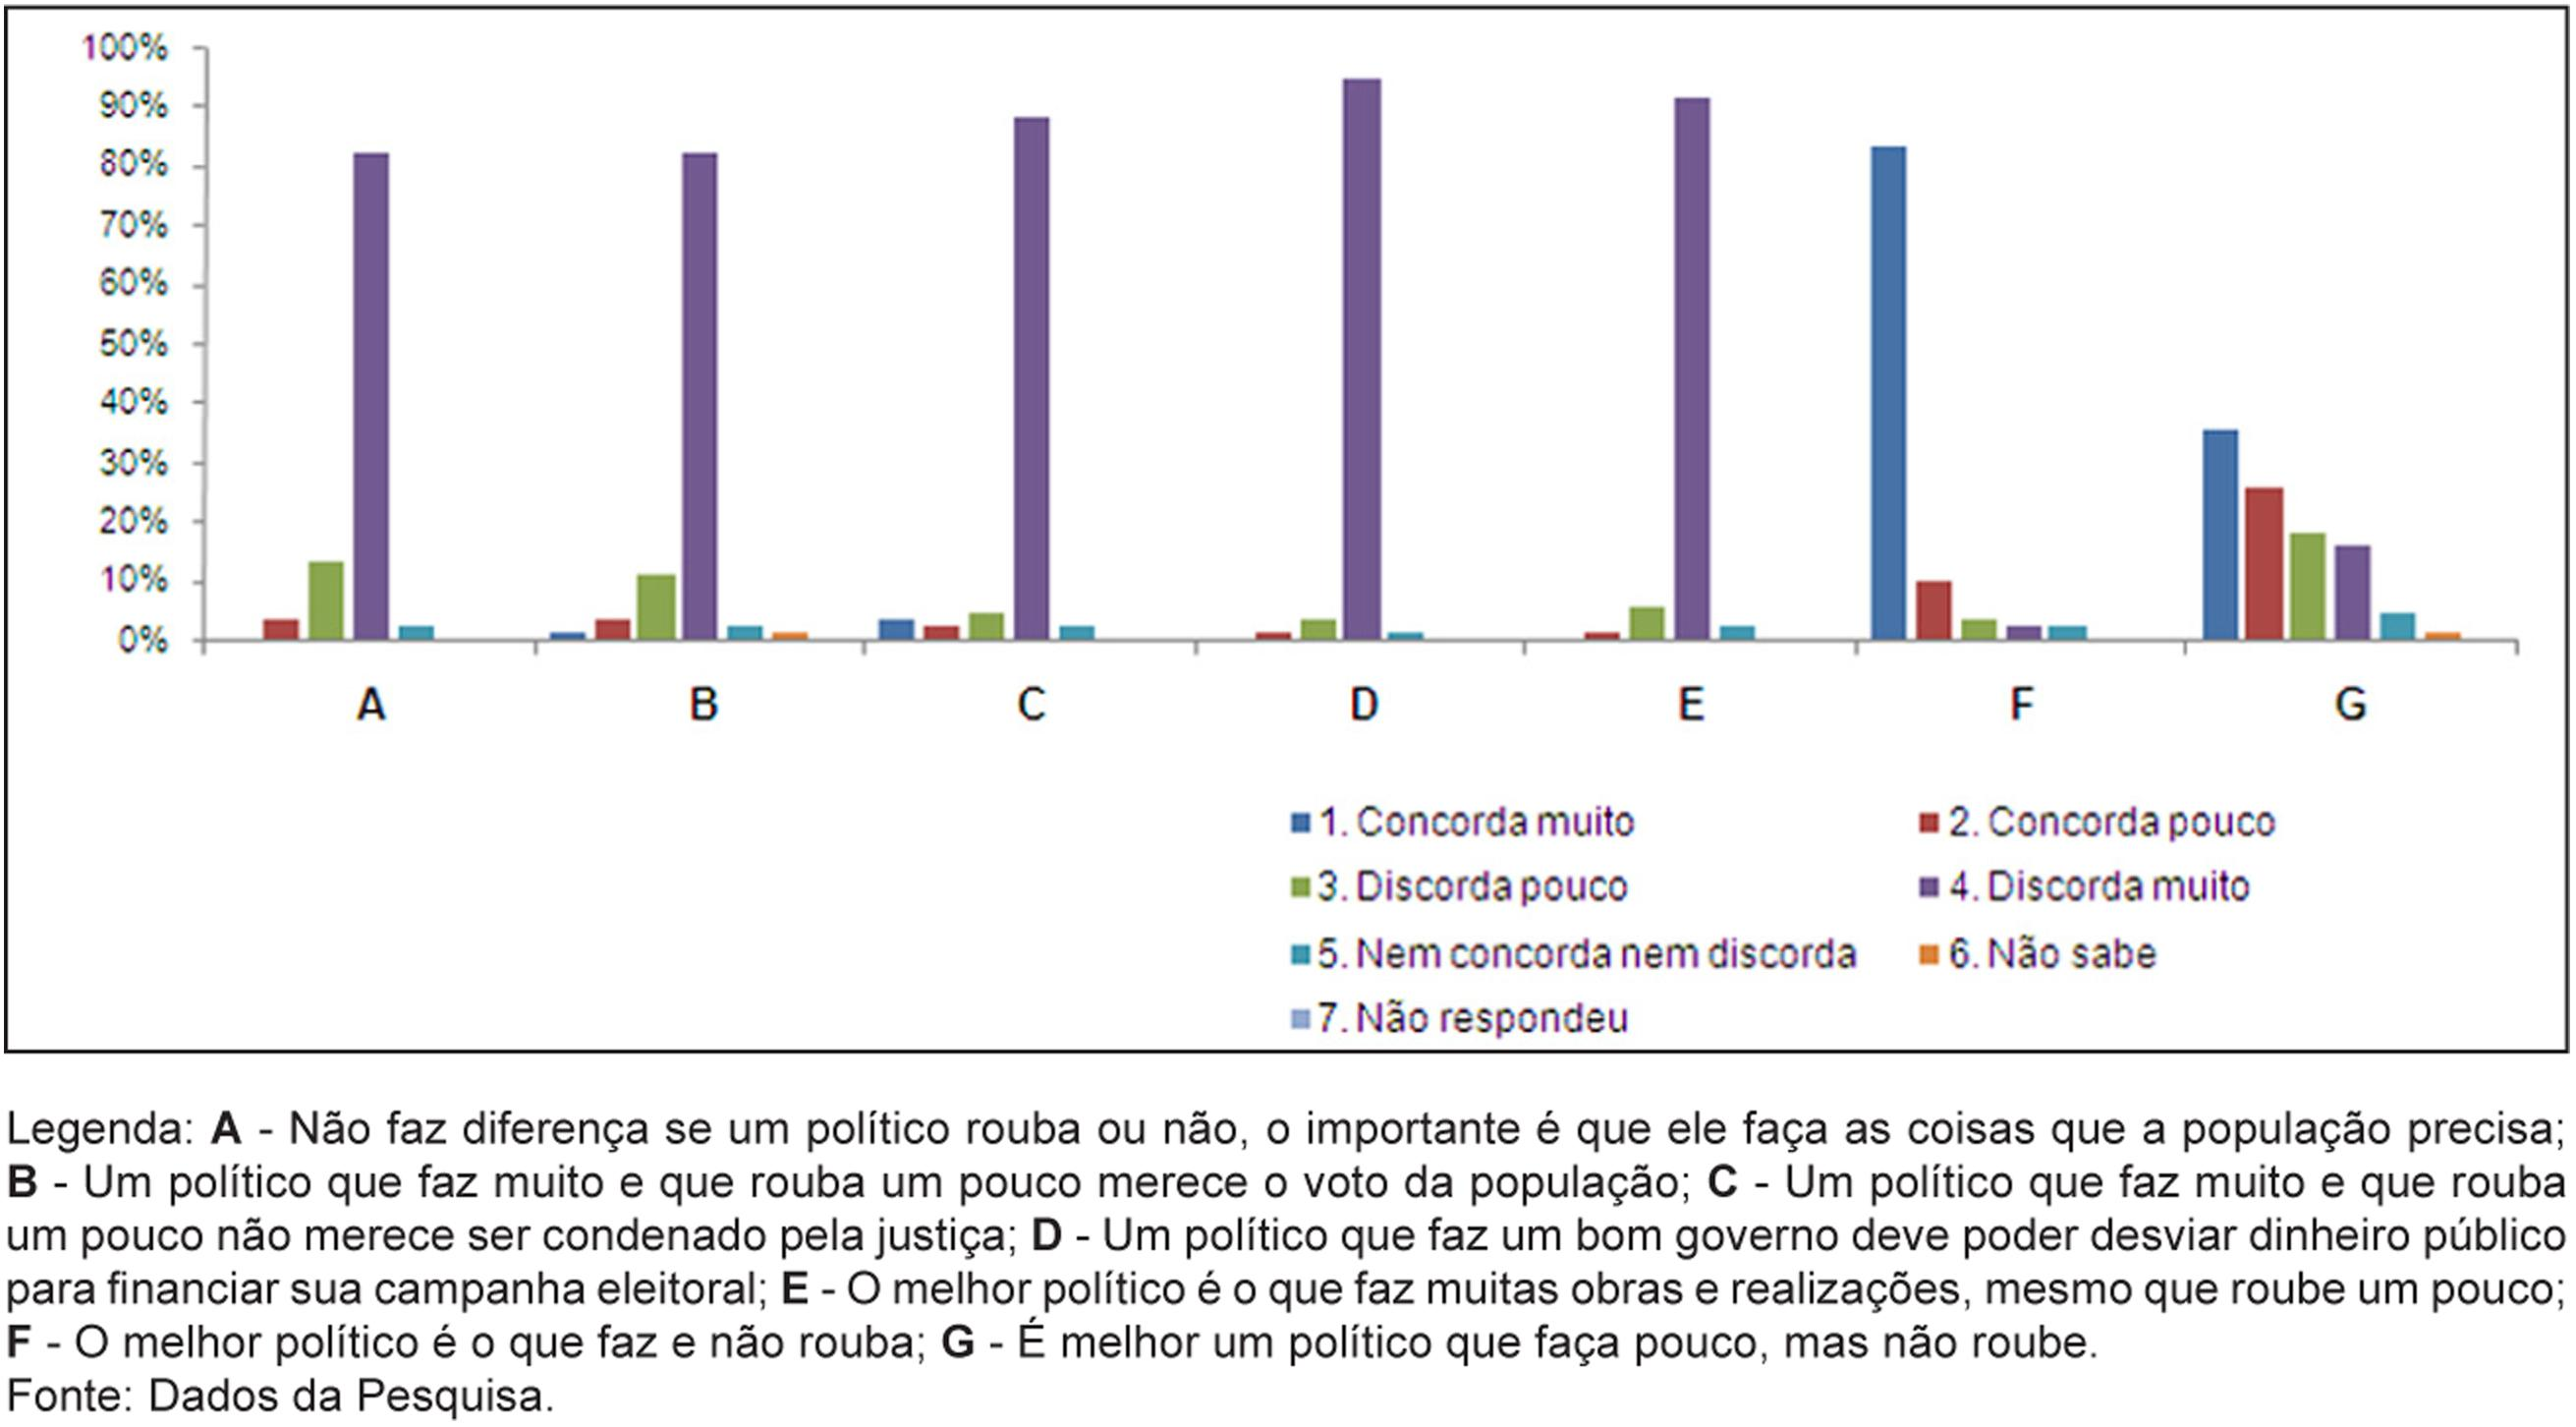 100%
90%
80%
70%
60%
50%
40%
30%
20%
10%
0%
A B C D E F G
1. Concorda muito 2. Concorda pouco
3. Discorda pouco 4. Discorda muito
5. Nem concorda nem discorda 6. Não sabe
7. Não respondeu
Legenda: A - Não faz diferença se um político rouba ou não, o importante é que ele faça as coisas que a população precisa;
B - Um político que faz muito e que rouba um pouco merece o voto da população; C - Um político que faz muito e que rouba
um pouco não merece ser condenado pela justiça; D - Um político que faz um bom governo deve poder desviar dinheiro público
para financiar sua campanha eleitoral; E - O melhor político é o que faz muitas obras e realizações, mesmo que roube um pouco;
F - O melhor político é o que faz e não rouba; G - É melhor um político que faça pouco, mas não roube.
Fonte: Dados da Pesquisa.